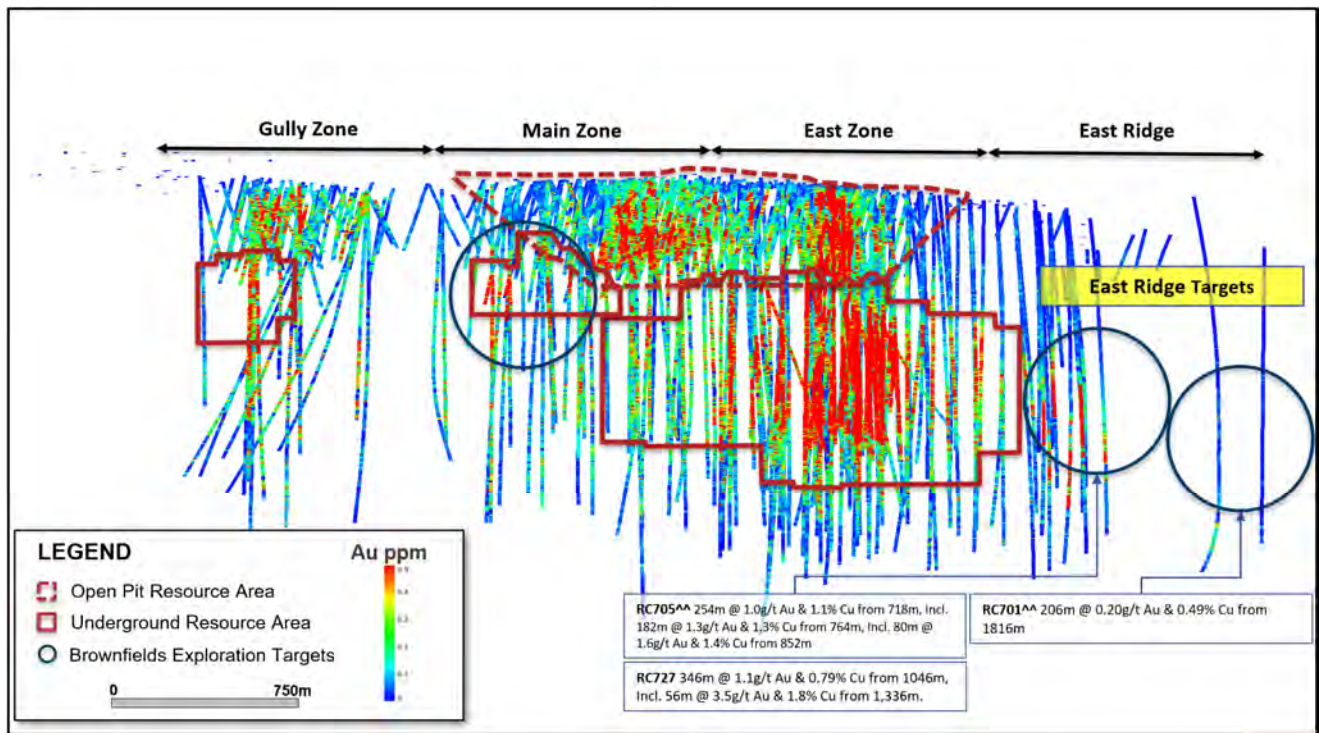 Gully Zone
Main Zone
East Zone
East Ridge
East Ridge Targets
LEGEND
Au ppm
Open Pit Resource Area
Underground Resource Area
Brownfields Exploration Targets
0
750m
RC705^^ 254m @ 1.0g/t Au & 1.1% Cu from 718m, Incl.
182m @ 1.3g/t Au & 1.3% Cu from 764m, Incl. 80m @
1.6g/t Au & 1.4% Cu from 852m
RC727 346m @ 1.1g/t Au & 0.79% Cu from 1046m,
Incl. 56m @ 3.5g/t Au & 1.8% Cu from 1,336m.
RC701^^ 206m @ 0.20g/t Au & 0.49% Cu from
1816m